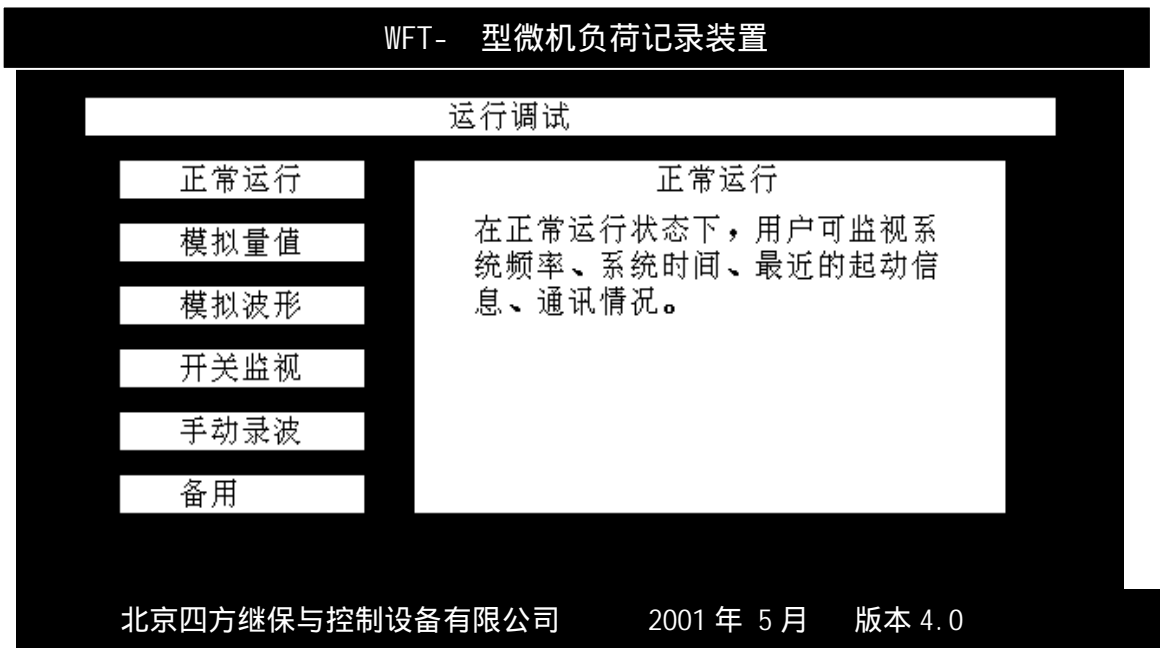 WFT- 型微机负荷记录装置
运行调试
正常运行
模拟量值
模拟波形
开关监视
手动录波
备用
正常运行
在正常运行状态下，用户可监视系
统频率、系统时间、最近的起动信
息、通讯情况。
北京四方继保与控制设备有限公司 2001年 5月 版本4.0